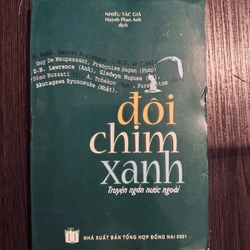 NHIỀU TÁC GIẢ
Huỳnh Phan Anh
dịch
Guy De Maupassant, Françoise Sagan (Pháp)
D.H. Lawrence (Anh), Gledwyn Hughes
Dino Buzzati
Akutagawa Ryunosuke (Nhật).
đôi
chim
xanh
Truyện ngắn nước ngoài
NHÀ XUẤT BẢN TỔNG HỢP ĐỒNG NAI 2001